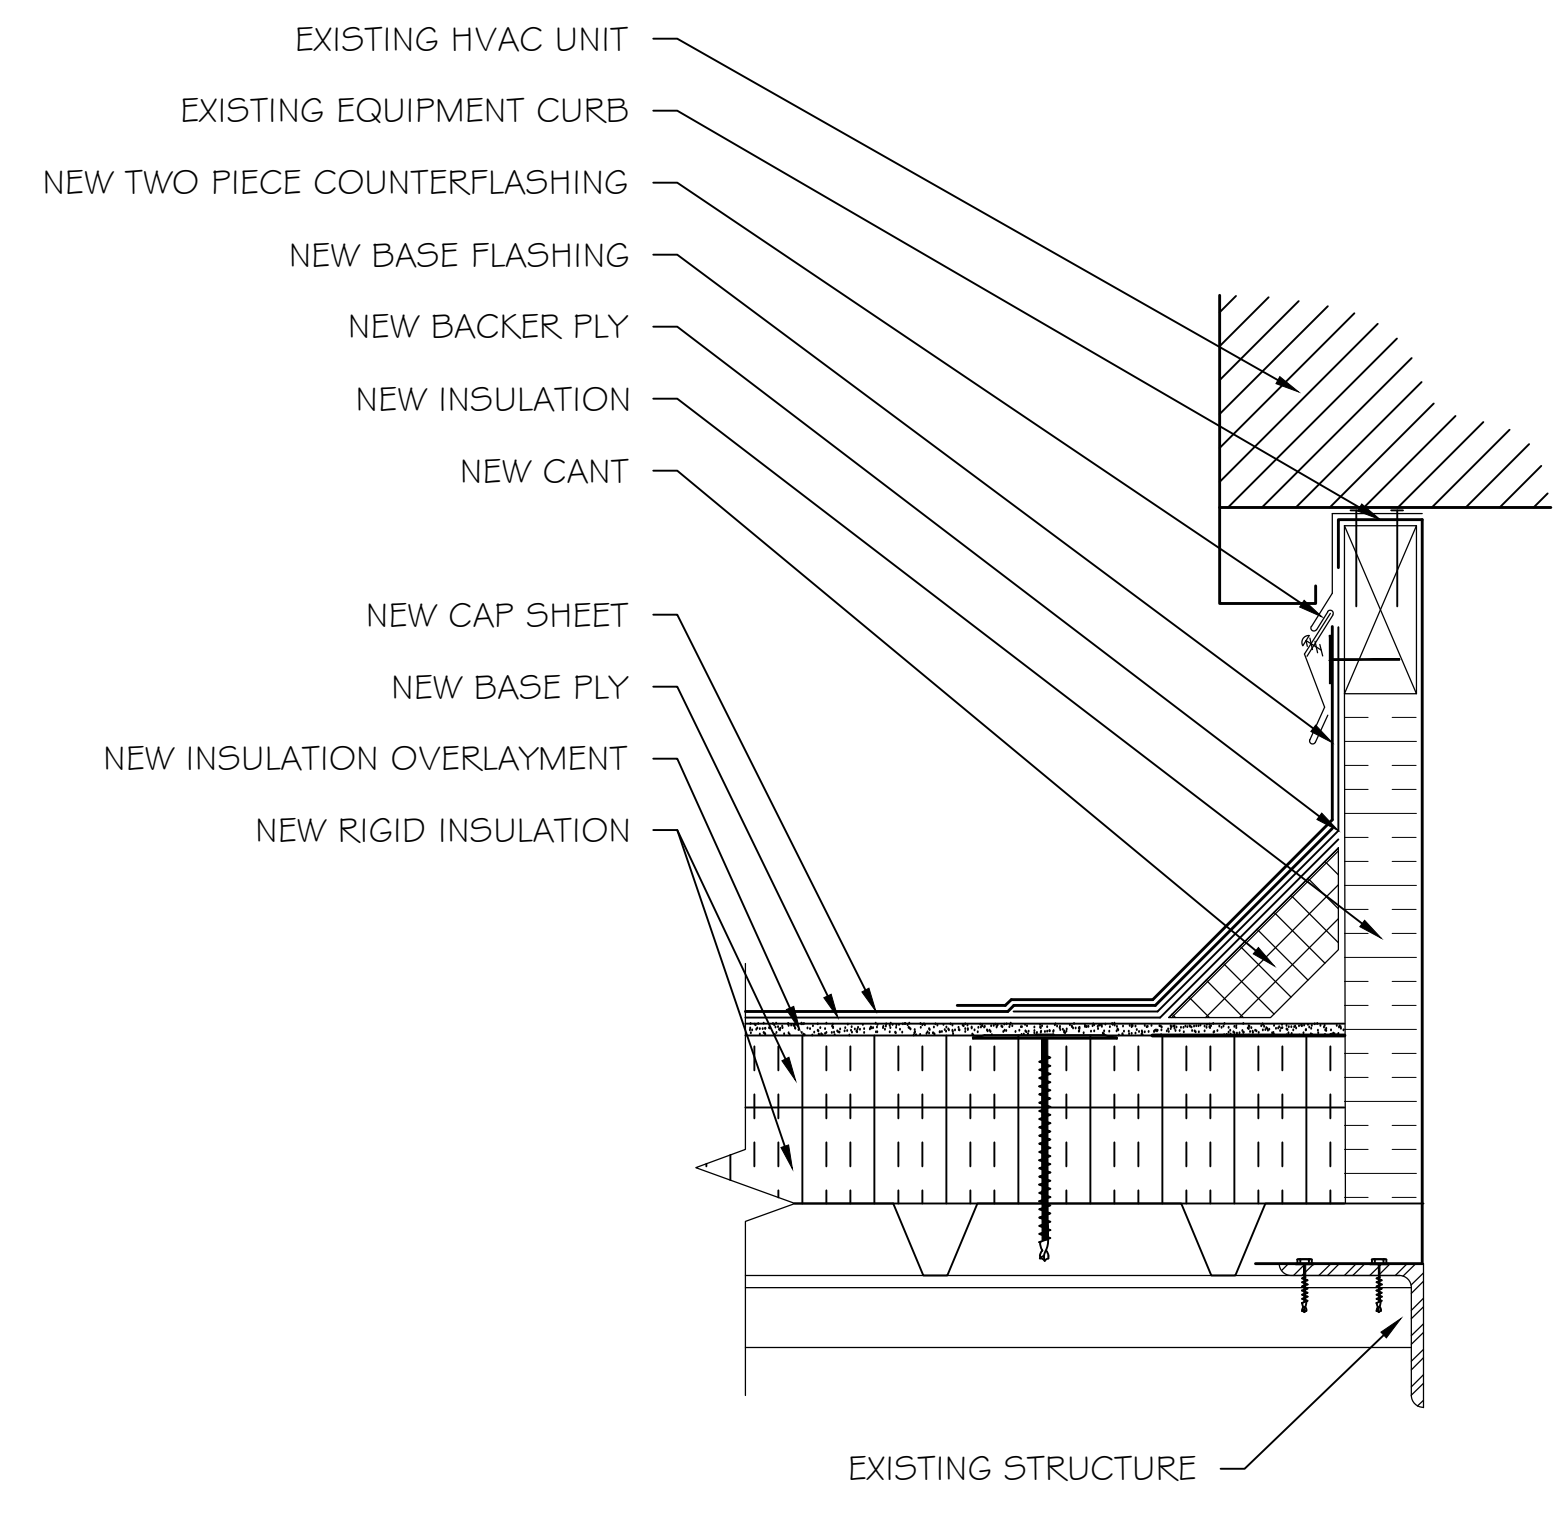 EXISTING HVAC UNIT
EXISTING EQUIPMENT CURB
NEW TWO PIECE COUNTERFLASHING
NEW BASE FLASHING
NEW BACKER PLY
NEW INSULATION
NEW CANT
NEW CAP SHEET
NEW BASE PLY
NEW INSULATION OVERLAYMENT
NEW RIGID INSULATION
EXISTING STRUCTURE